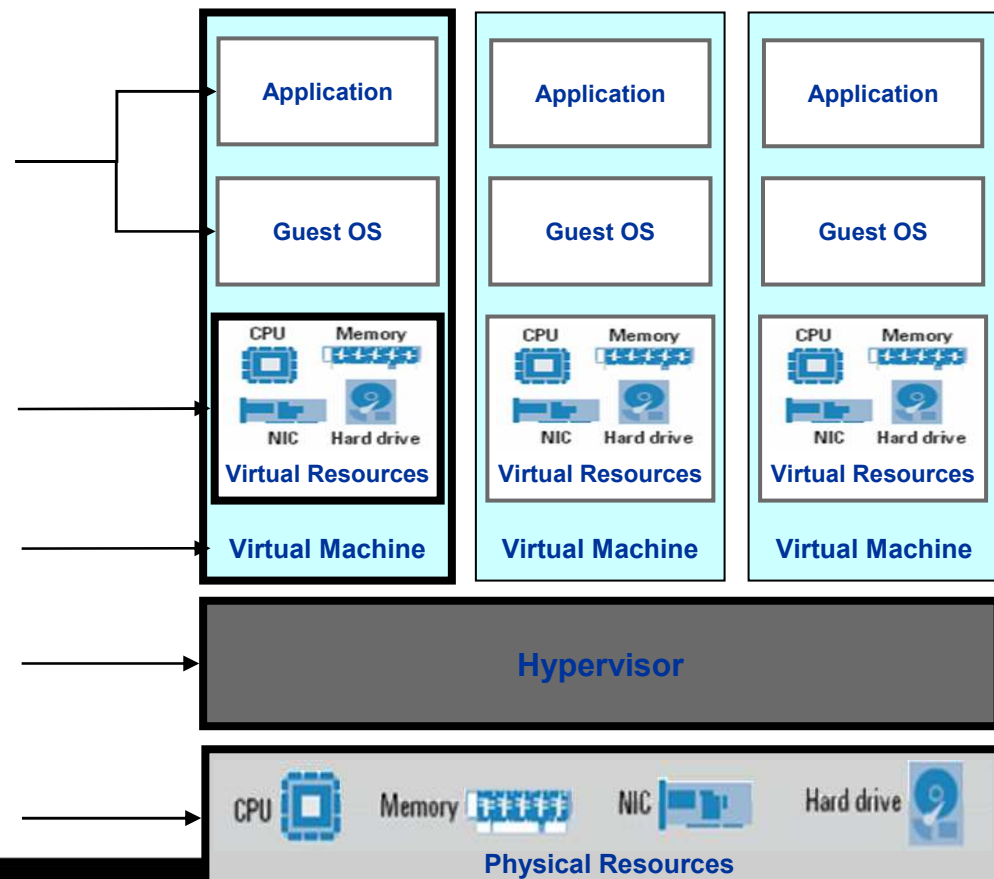 Application
Application
Application
Guest OS
Guest OS
Guest OS
CPU Memory
NIC Hard drive
Virtual Resources
CPU Memory
NIC Hard drive
Virtual Resources
CPU Memory
NIC Hard drive
Virtual Resources
Virtual Machine
Virtual Machine
Virtual Machine
Hypervisor
CPU Memory NIC Hard drive
Physical Resources